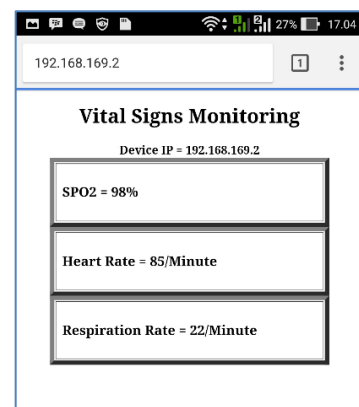 27% 17.04
192.168.169.2 1
Vital Signs Monitoring
Device IP = 192.168.169.2
SPO2 = 98%
Heart Rate = 85/Minute
Respiration Rate = 22/Minute